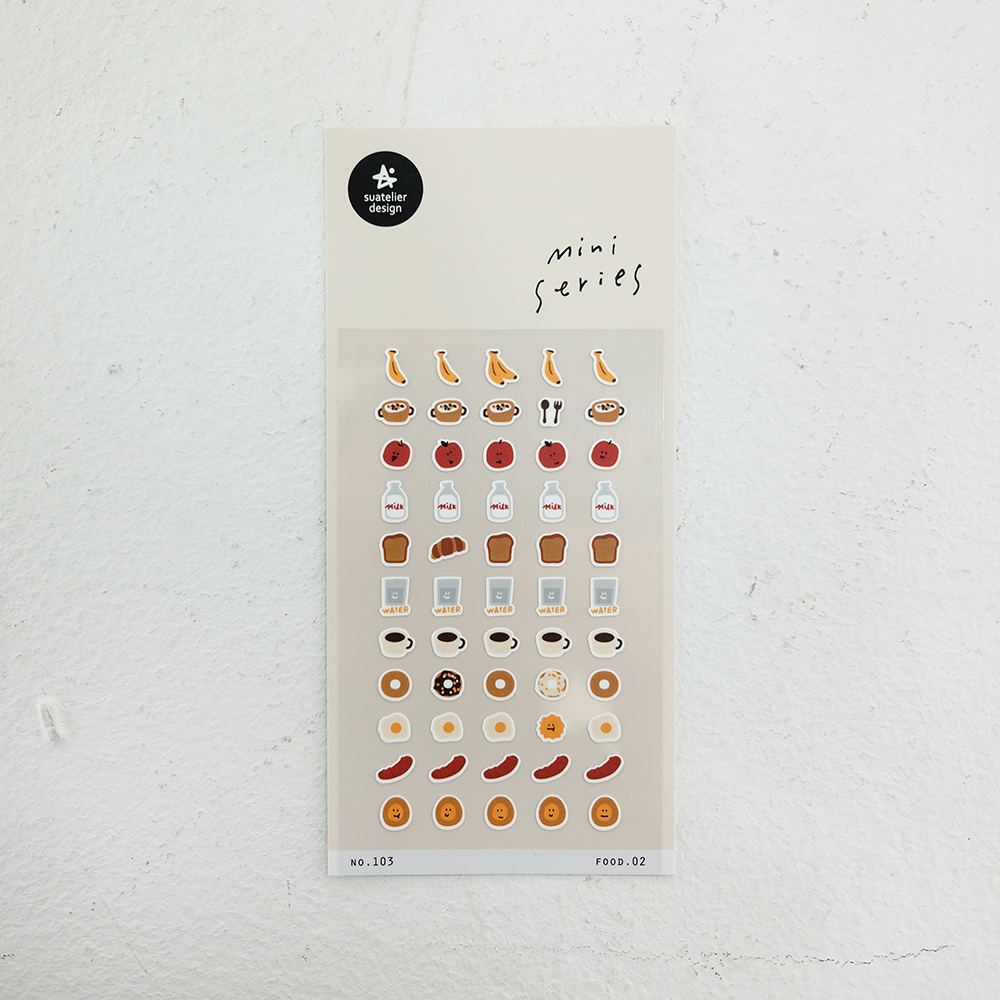 suatelier
design
mini
series
Milk Milk Milk Milk Milk
WATER WATER WATER WATER WATER
NO.103 FOOD.02